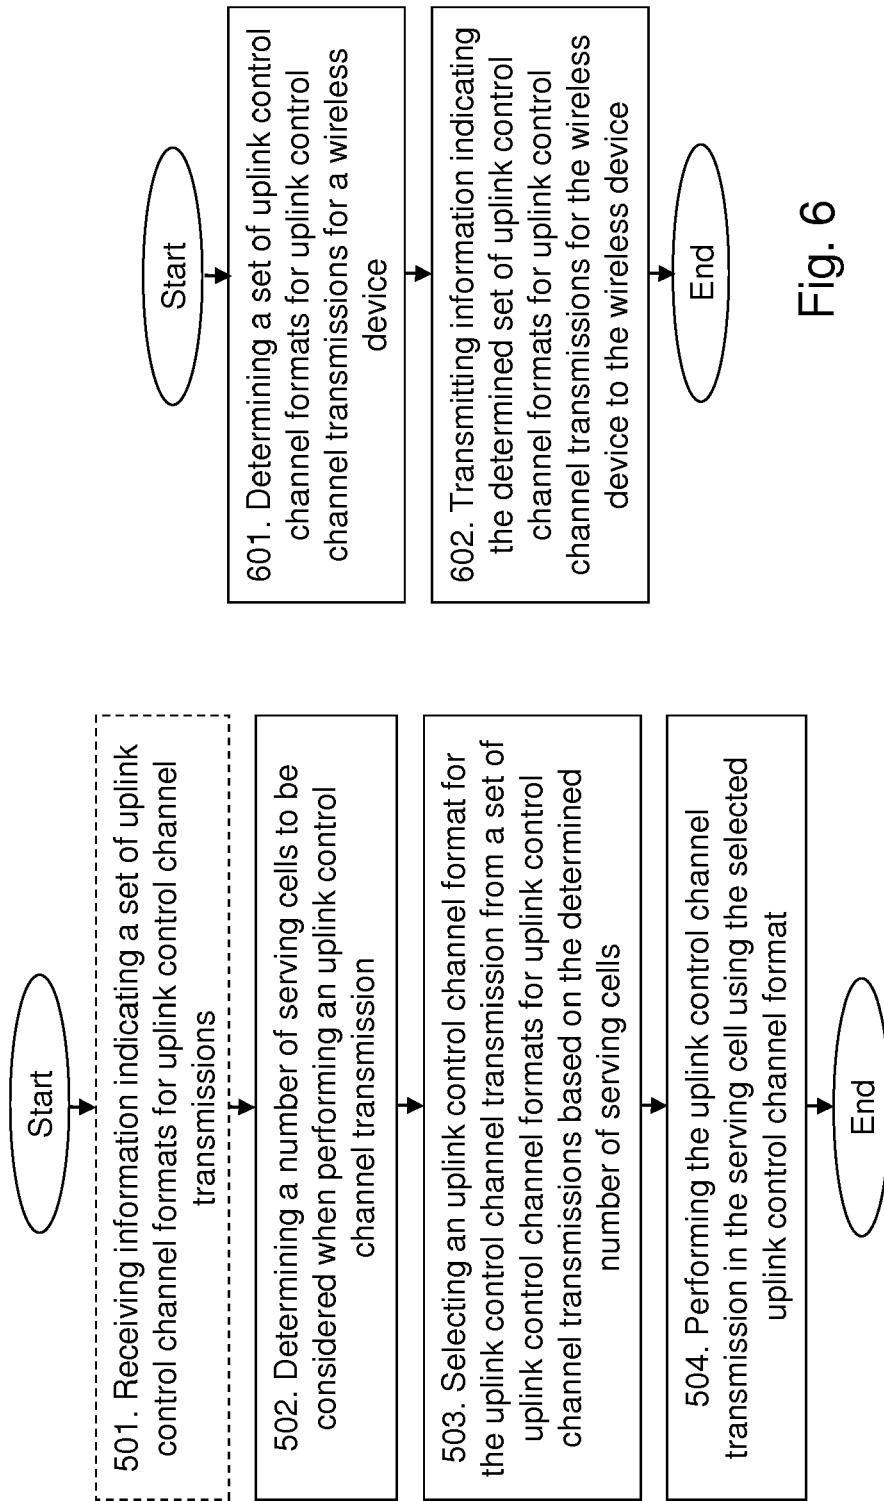 Start
501. Receiving information indicating a set of uplink
control channel formats for uplink control channel
transmissions
502. Determining a number of serving cells to be
considered when performing an uplink control
channel transmission
503. Selecting an uplink control channel format for
the uplink control channel transmission from a set of
uplink control channel formats for uplink control
channel transmissions based on the determined
number of serving cells
504. Performing the uplink control channel
transmission in the serving cell using the selected
uplink control channel format
End
Start
601. Determining a set of uplink control
channel formats for uplink control
channel transmissions for a wireless
device
602. Transmitting information indicating
the determined set of uplink control
channel formats for uplink control
channel transmissions for the wireless
device to the wireless device
End
Fig. 6